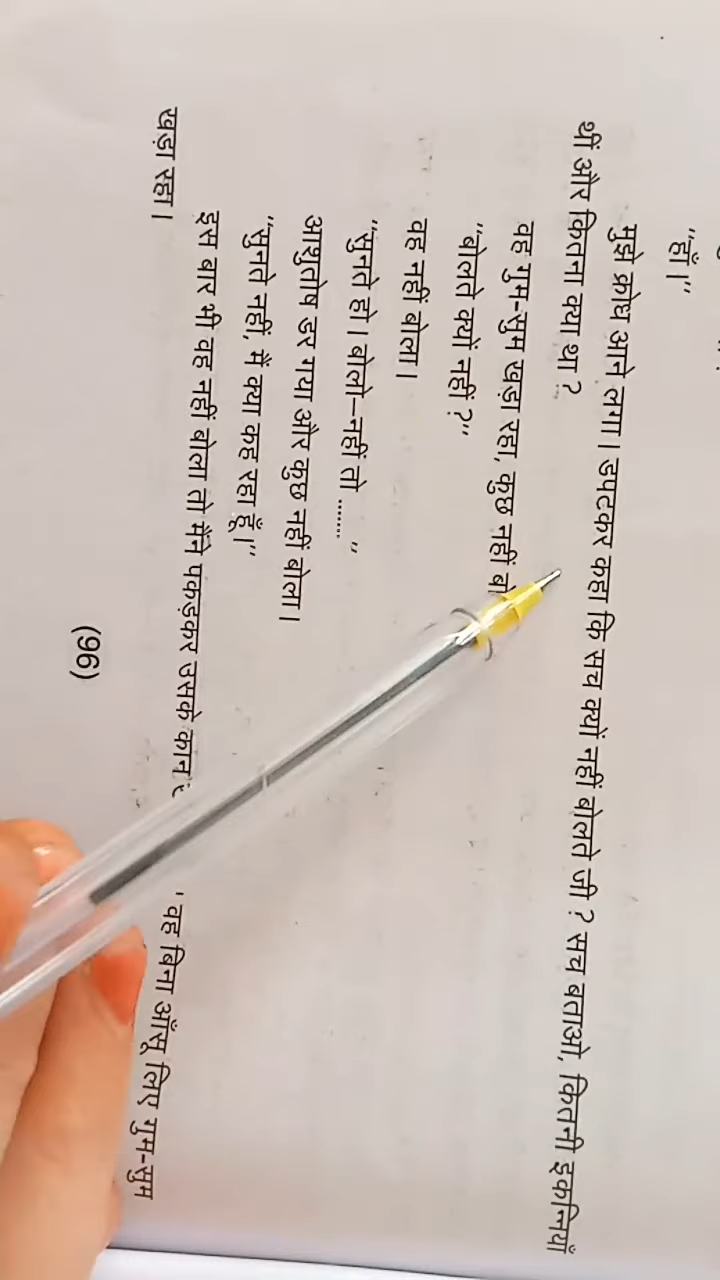 “हाँ।”
मुझे क्रोध आने लगा। डपटकर कहा कि सच क्यों नहीं बोलते जी ? सच बताओ, कितनी इकन्नियाँ
थीं और कितना क्या था ?
वह गुम-सुम खड़ा रहा, कुछ नहीं
“बोलते क्यों नहीं ?”
वह नहीं बोला।
“सुनते हो। बोलो—नहीं तो ....... ”
आशुतोष डर गया और कुछ नहीं बोला।
“सुनते नहीं, मैं क्या कह रहा हूँ।”
इस बार भी वह नहीं बोला तो मैंने पकड़कर उसके कान वह बिना आँसू लिए गुम-सुम
खड़ा रहा।
(96)